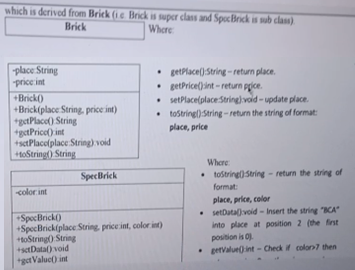 which is derived from Brick (i.e. Brick is super class and SpecBrick is sub class).
Brick
Where:
-place:String
-price:int
+Brick()
+Brick(place:String, price:int)
+getPlace():String
+getPrice():int
+setPlace(place:String):void
+toString():String
• getPlace():String – return place.
• getPrice():int – return price.
• setPlace(place:String):void – update place.
• toString():String – return the string of format:
place, price
SpecBrick
-color:int
+SpecBrick()
+SpecBrick(place:String, price:int, color:int)
+toString():String
+setData():void
+getValue():int
Where:
• toString():String – return the string of
format:
place, price, color
• setData():void – Insert the string "BCA"
into place at position 2 (the first
position is 0).
• getValue():int – Check if color>7 then